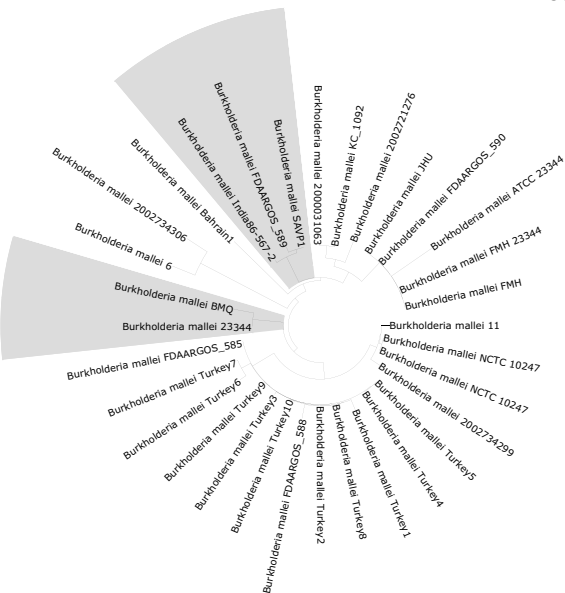 Burkholderia mallei 2000031063
Burkholderia mallei KC_1092
Burkholderia mallei 2002721276
Burkholderia mallei JHU
Burkholderia mallei FDAARGOS_590
Burkholderia mallei ATCC 23344
Burkholderia mallei FMH 23344
Burkholderia mallei FMH
Burkholderia mallei 11
Burkholderia mallei NCTC 10247
Burkholderia mallei NCTC 10247
Burkholderia mallei 2002734299
Burkholderia mallei Turkey5
Burkholderia mallei Turkey4
Burkholderia mallei Turkey1
Burkholderia mallei Turkey8
Burkholderia mallei Turkey2
Burkholderia mallei FDAARGOS_588
Burkholderia mallei Turkey10
Burkholderia mallei Turkey3
Burkholderia mallei Turkey9
Burkholderia mallei Turkey6
Burkholderia mallei Turkey7
Burkholderia mallei FDAARGOS_585
Burkholderia mallei 23344
Burkholderia mallei BMQ
Burkholderia mallei 6
Burkholderia mallei 2002734306
Burkholderia mallei Bahrain1
Burkholderia mallei India86-567-2
Burkholderia mallei FDAARGOS_589
Burkholderia mallei SAVP1